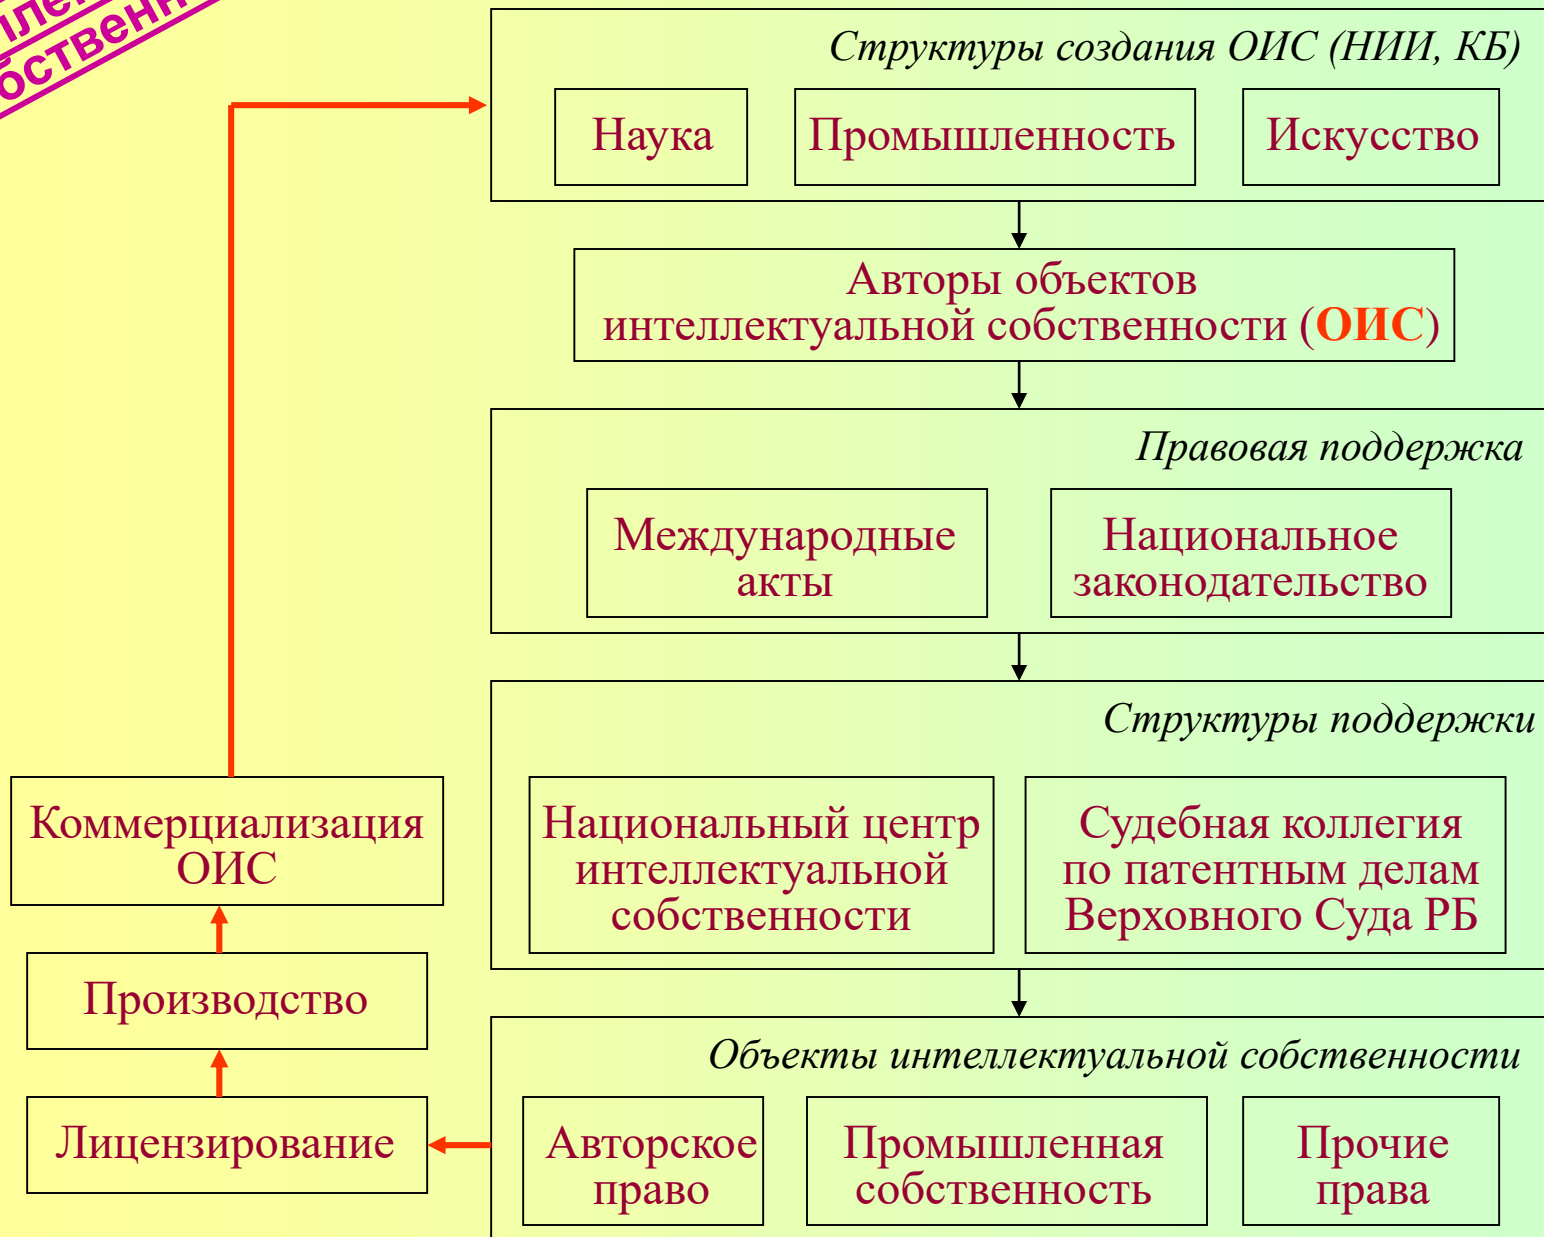 Структуры создания ОИС (НИИ, КБ)
Наука
Промышленность
Искусство
Авторы объектов
интеллектуальной собственности (ОИС)
Правовая поддержка
Международные
акты
Национальное
законодательство
Структуры поддержки
Национальный центр
интеллектуальной
собственности
Судебная коллегия
по патентным делам
Верховного Суда РБ
Объекты интеллектуальной собственности
Авторское
право
Промышленная
собственность
Прочие
права
Лицензирование
Производство
Коммерциализация
ОИС